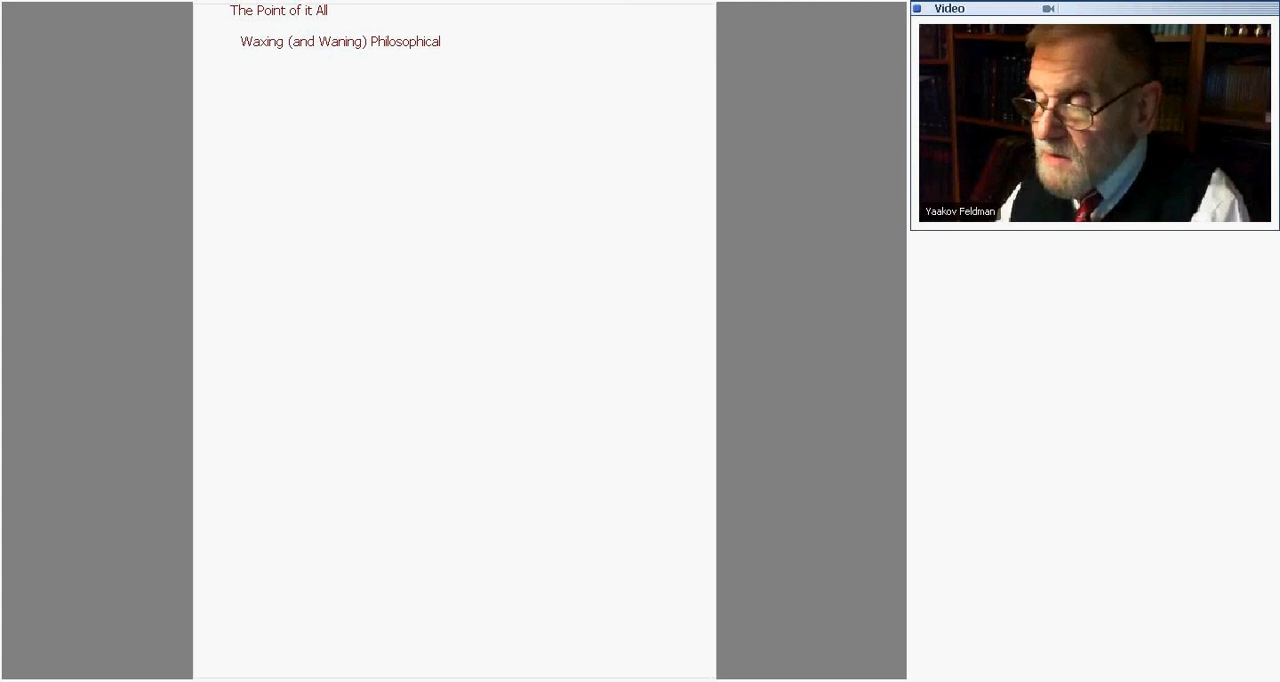 The Point of it All
Waxing (and Waning) Philosophical
Video
Yaakov Feldman